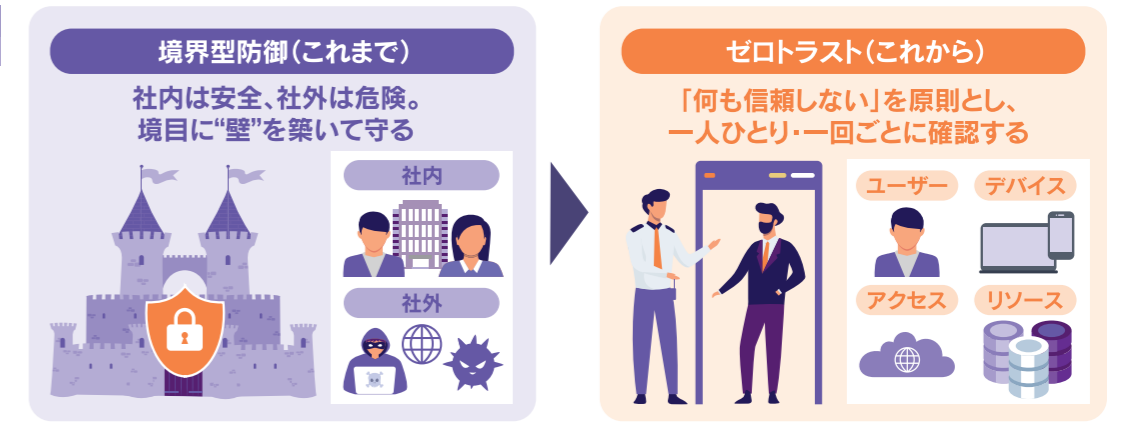 境界型防御（これまで）
社内は安全、社外は危険。
境目に“壁”を築いて守る
社内
社外
ゼロトラスト（これから）
「何も信頼しない」を原則とし、
一人ひとり・一回ごとに確認する
ユーザー
デバイス
アクセス
リソース